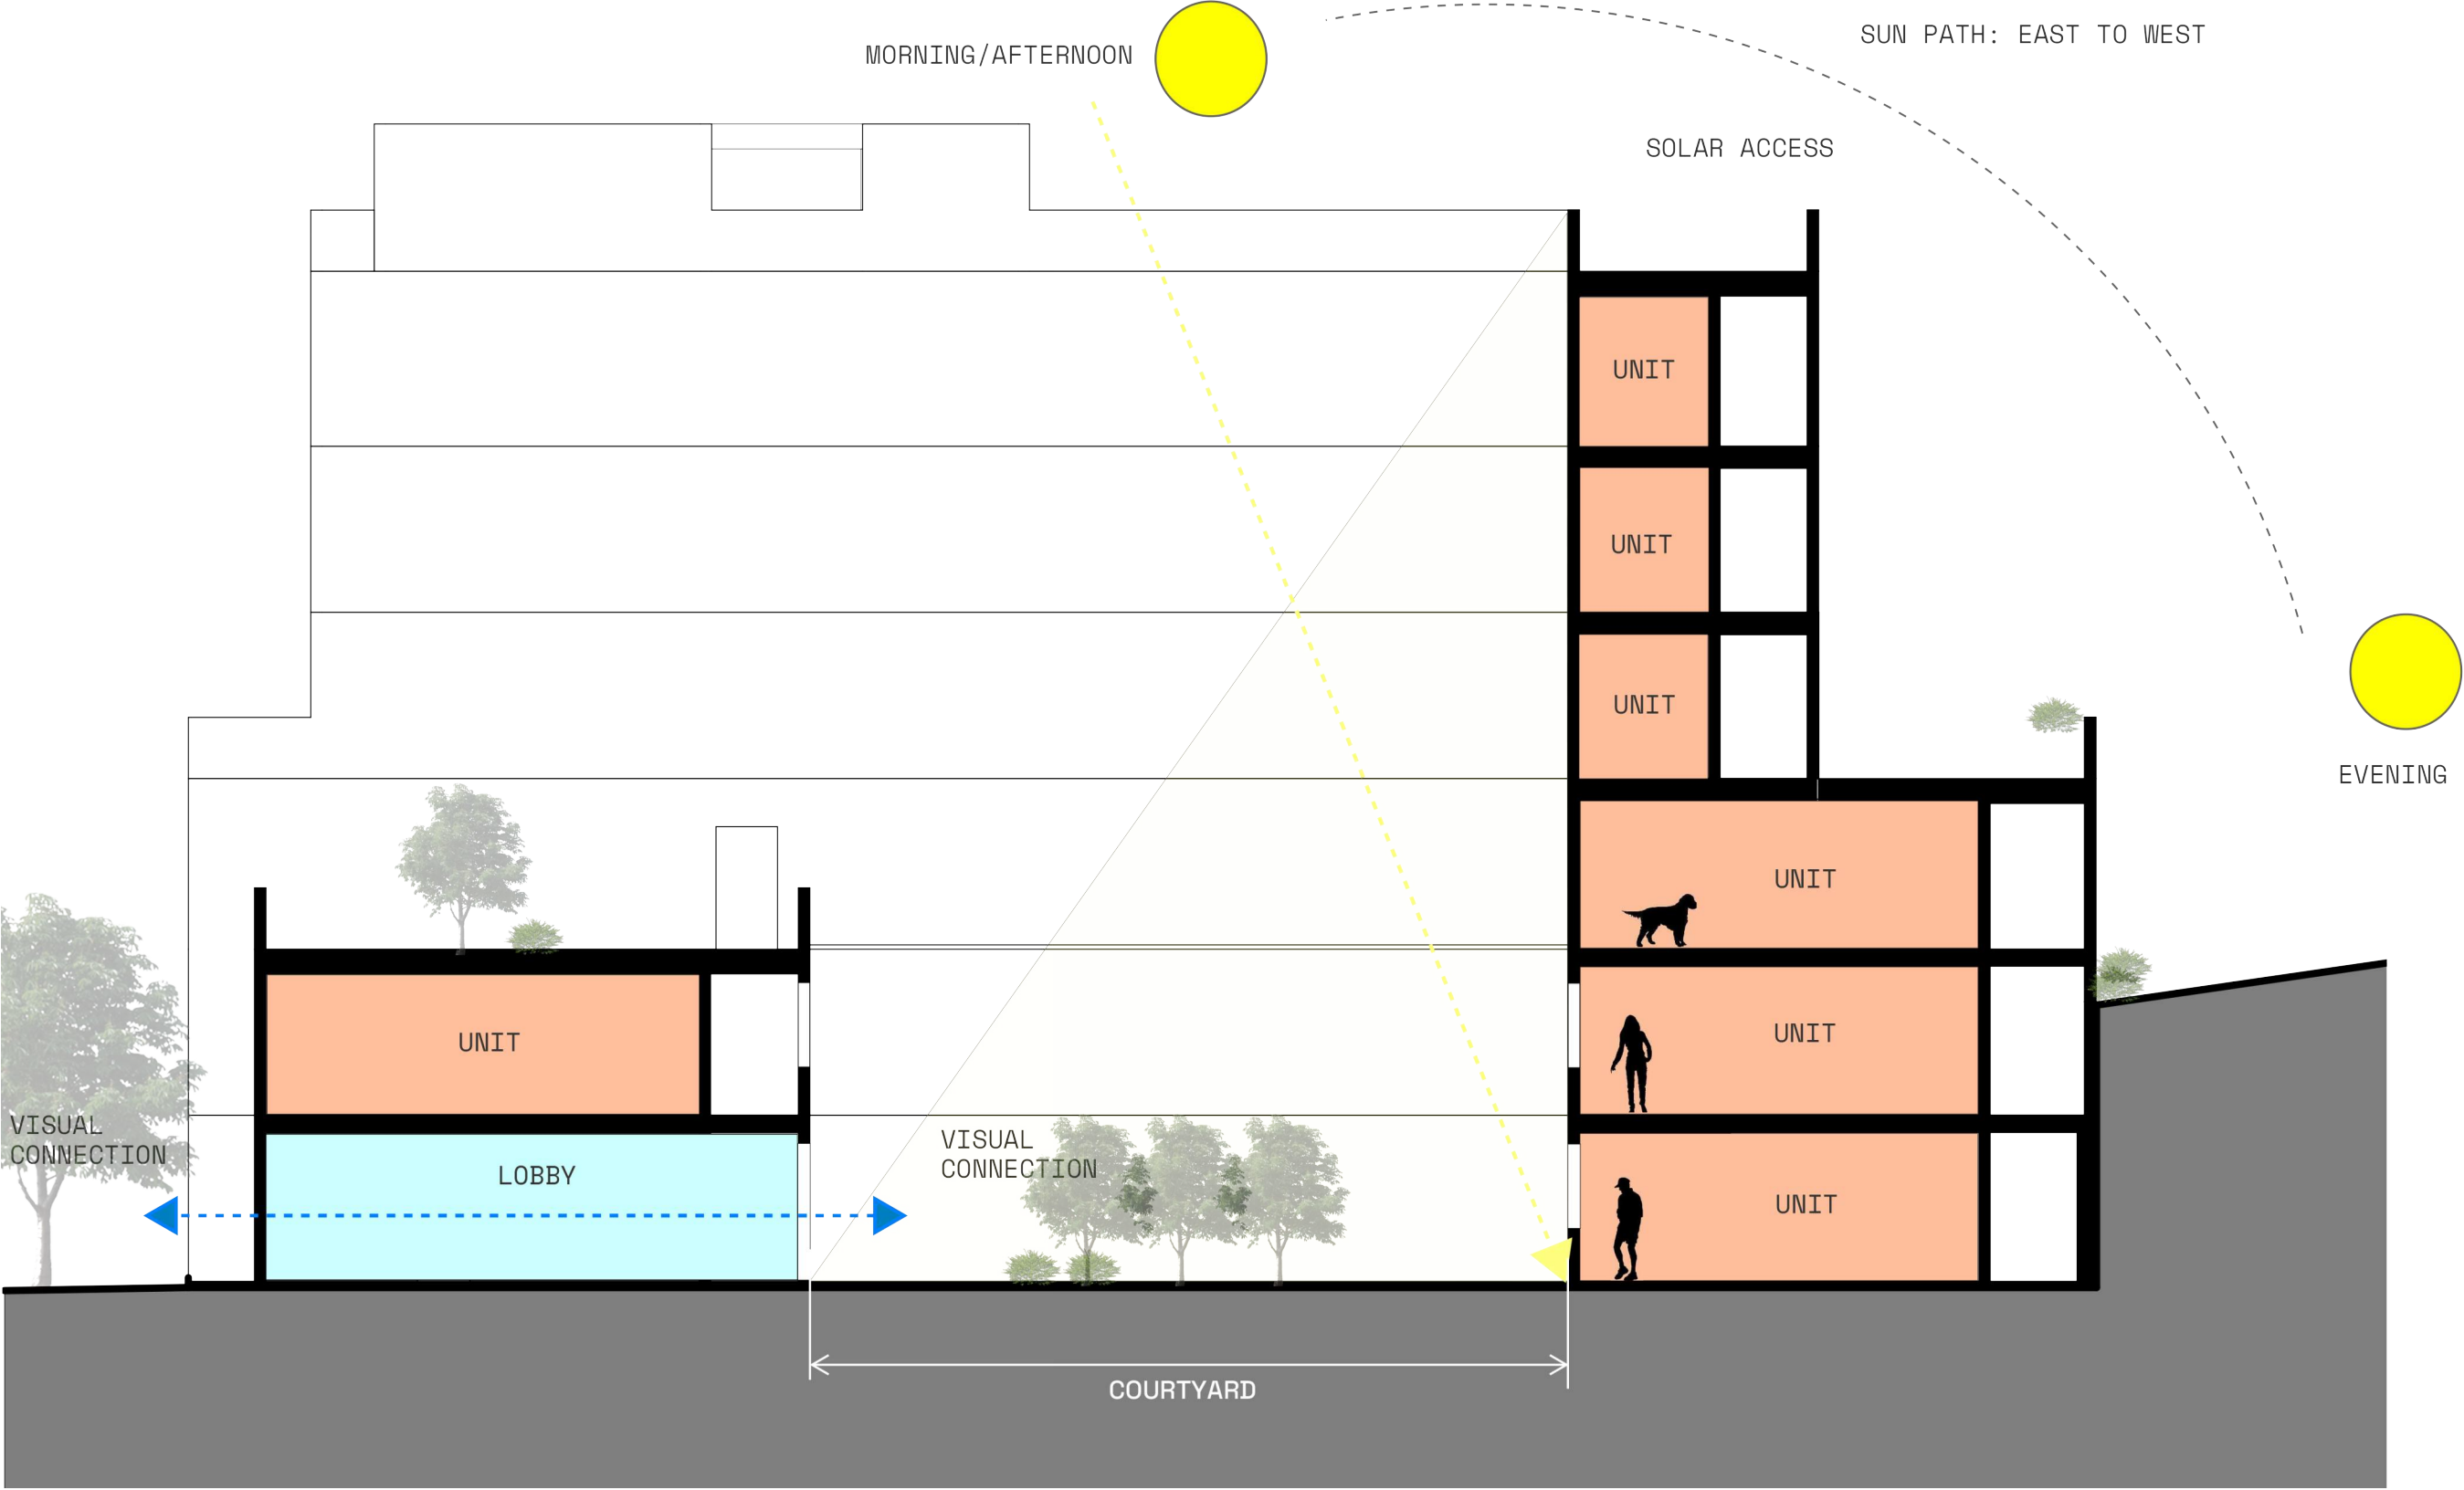 SUN PATH: EAST TO WEST
MORNING/AFTERNOON
SOLAR ACCESS
UNIT
UNIT
UNIT
EVENING
UNIT
UNIT
UNIT
VISUAL
CONNECTION
VISUAL
CONNECTION
LOBBY
UNIT
COURTYARD